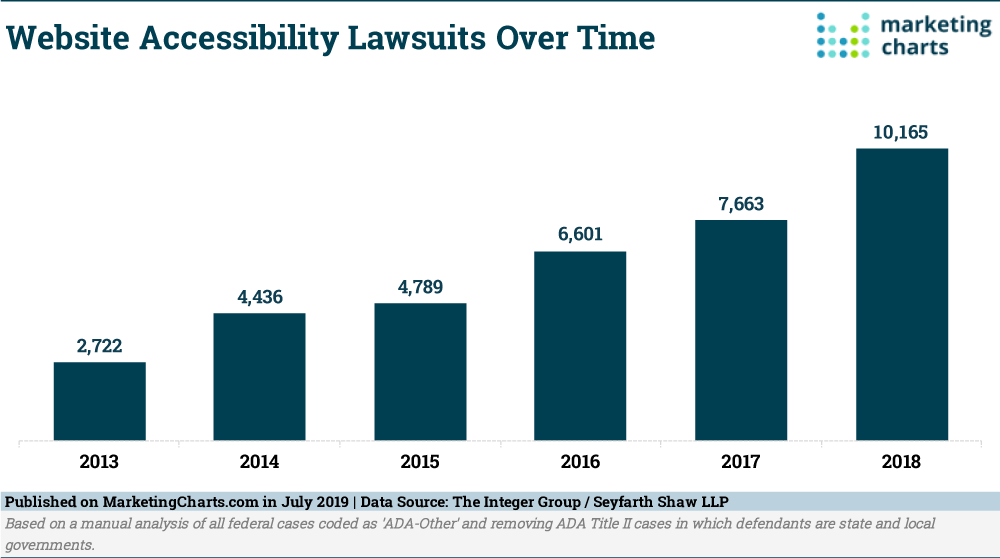 Website Accessibility Lawsuits Over Time
marketing
charts
10,165
7,663
6,601
4,789
4,436
2,722
2013 2014 2015 2016 2017 2018
Published on MarketingCharts.com in July 2019 | Data Source: The Integer Group / Seyfarth Shaw LLP
Based on a manual analysis of all federal cases coded as 'ADA-Other' and removing ADA Title II cases in which defendants are state and local
governments.